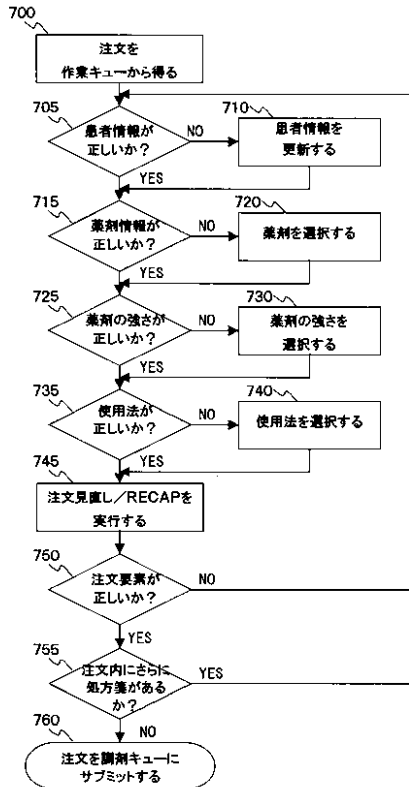 700
注文を
作業キューから得る
705
患者情報が
正しいか？
NO
710
患者情報を
更新する
YES
715
薬剤情報が
正しいか？
NO
720
薬剤を選択する
YES
725
薬剤の強さが
正しいか？
NO
730
薬剤の強さを
選択する
YES
735
使用法が
正しいか？
NO
740
使用法を選択する
YES
745
注文見直し／RECAPを
実行する
750
注文要素が
正しいか？
NO
YES
755
注文内にさらに
処方箋がある
か？
YES
NO
760
注文を調剤キューに
サブミットする